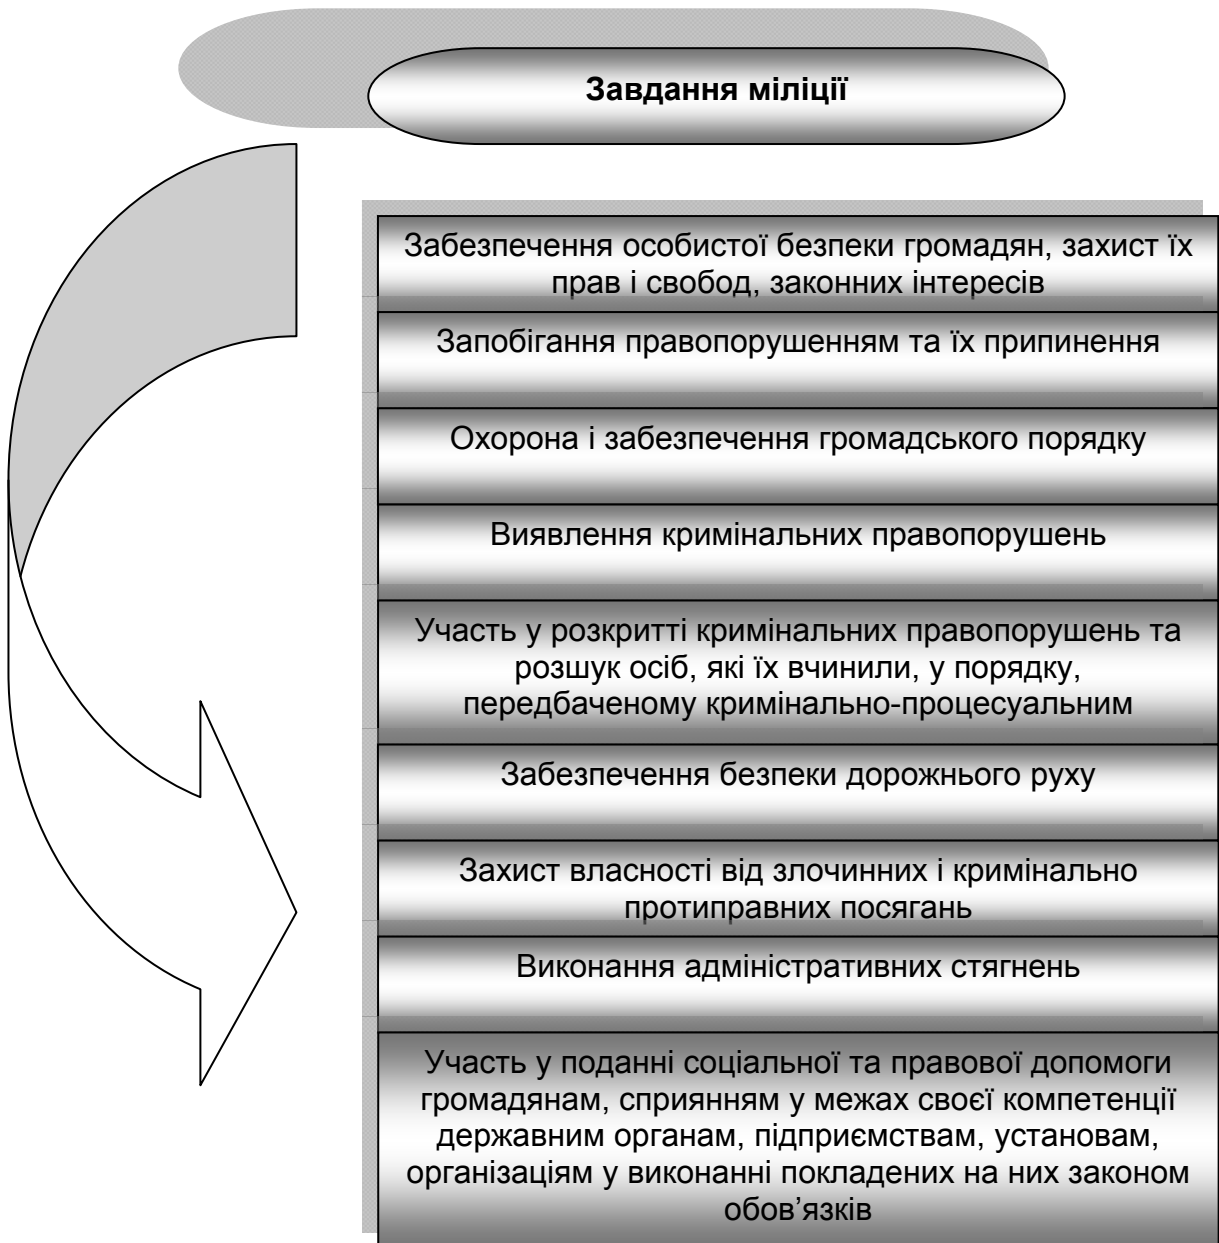 Завдання міліції
Забезпечення особистої безпеки громадян, захист їх
прав і свобод, законних інтересів
Запобігання правопорушенням та їх припинення
Охорона і забезпечення громадського порядку
Виявлення кримінальних правопорушень
Участь у розкритті кримінальних правопорушень та
розшук осіб, які їх вчинили, у порядку,
передбаченому кримінально-процесуальним
Забезпечення безпеки дорожнього руху
Захист власності від злочинних і кримінально
протиправних посягань
Виконання адміністративних стягнень
Участь у поданні соціальної та правової допомоги
громадянам, сприянням у межах своєї компетенції
державним органам, підприємствам, установам,
організаціям у виконанні покладених на них законом
обов’язків